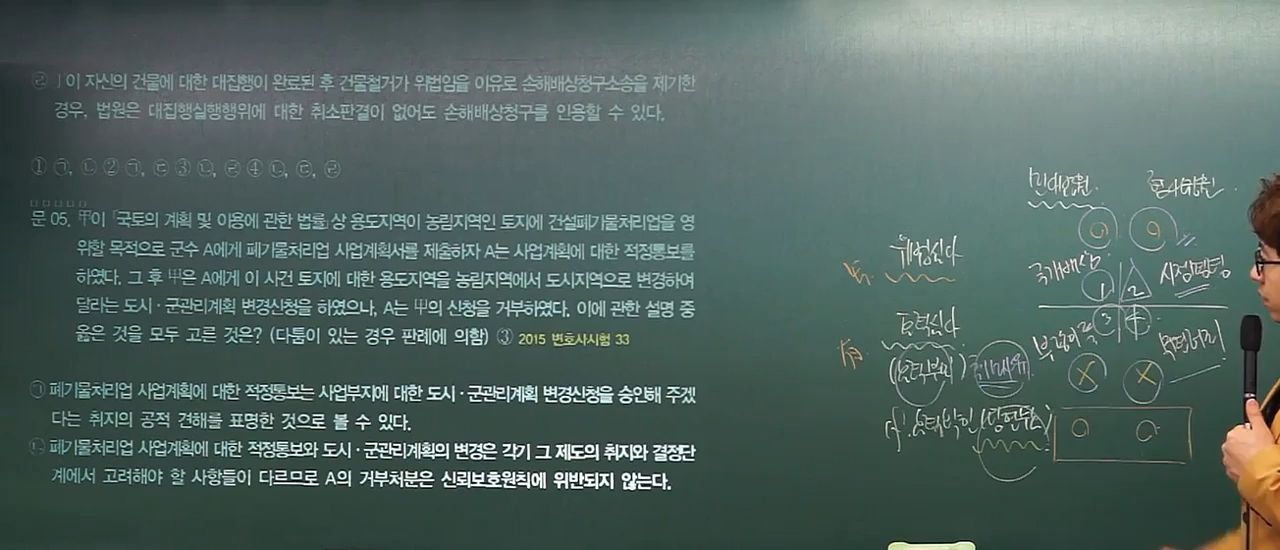 ㉣ 丨이 자신의 건물에 대한 대집행이 완료된 후 건물철거가 위법임을 이유로 손해배상청구소송을 제기한
경우, 법원은 대집행실행행위에 대한 취소판결이 없어도 손해배상청구를 인용할 수 있다.
① ㉠, ㉡ ② ㉠, ㉢ ③ ㉡, ㉣ ④ ㉡, ㉢, ㉣
문 05. 甲이 「국토의 계획 및 이용에 관한 법률」상 용도지역이 농림지역인 토지에 건설폐기물처리업을 영
위할 목적으로 군수 A에게 폐기물처리업 사업계획서를 제출하자 A는 사업계획에 대한 적정통보를
하였다. 그 후 甲은 A에게 이 사건 토지에 대한 용도지역을 농림지역에서 도시지역으로 변경하여
달라는 도시·군관리계획 변경신청을 하였으나, A는 甲의 신청을 거부하였다. 이에 관한 설명 중
옳은 것을 모두 고른 것은? (다툼이 있는 경우 판례에 의함) ③ 2015 변호사시험 33
㉠ 폐기물처리업 사업계획에 대한 적정통보는 사업부지에 대한 도시·군관리계획 변경신청을 승인해 주겠
다는 취지의 공적 견해를 표명한 것으로 볼 수 있다.
㉡ 폐기물처리업 사업계획에 대한 적정통보와 도시·군관리계획의 변경은 각기 그 제도의 취지와 결정단
계에서 고려해야 할 사항들이 다르므로 A의 거부처분은 신뢰보호원칙에 위반되지 않는다.
민사법원 형사법원
위법심사
국가배상 1 2 시정명령
효력심사 3 4
(효력부인) 부당이득
X X